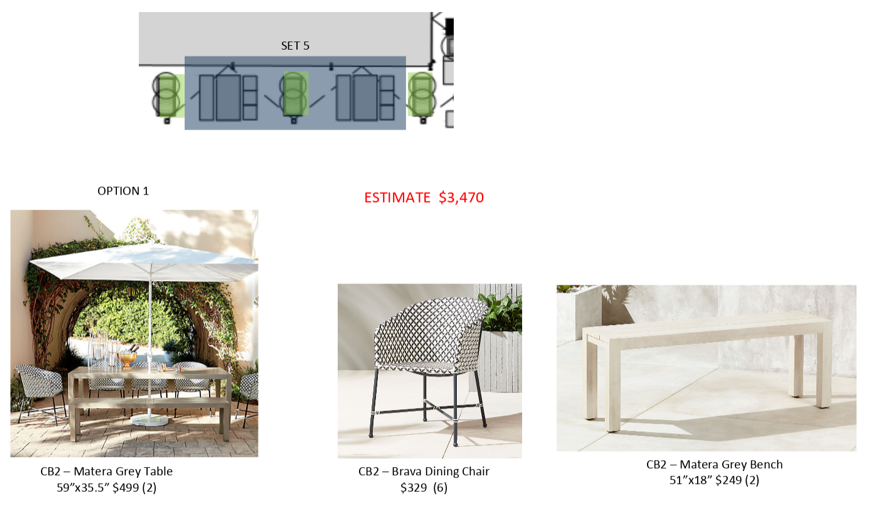 SET 5
OPTION 1
ESTIMATE $3,470
CB2 – Matera Grey Table
59”x35.5” $499 (2)
CB2 – Brava Dining Chair
$329 (6)
CB2 – Matera Grey Bench
51”x18” $249 (2)